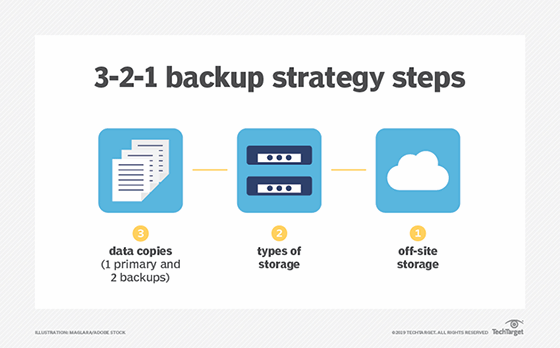 3-2-1 backup strategy steps
3
data copies
(1 primary and
2 backups)
2
types of
storage
1
off-site
storage
ILLUSTRATION: MAGLARA/ADOBE STOCK
©2019 TECHTARGET, ALL RIGHTS RESERVED
TechTarget